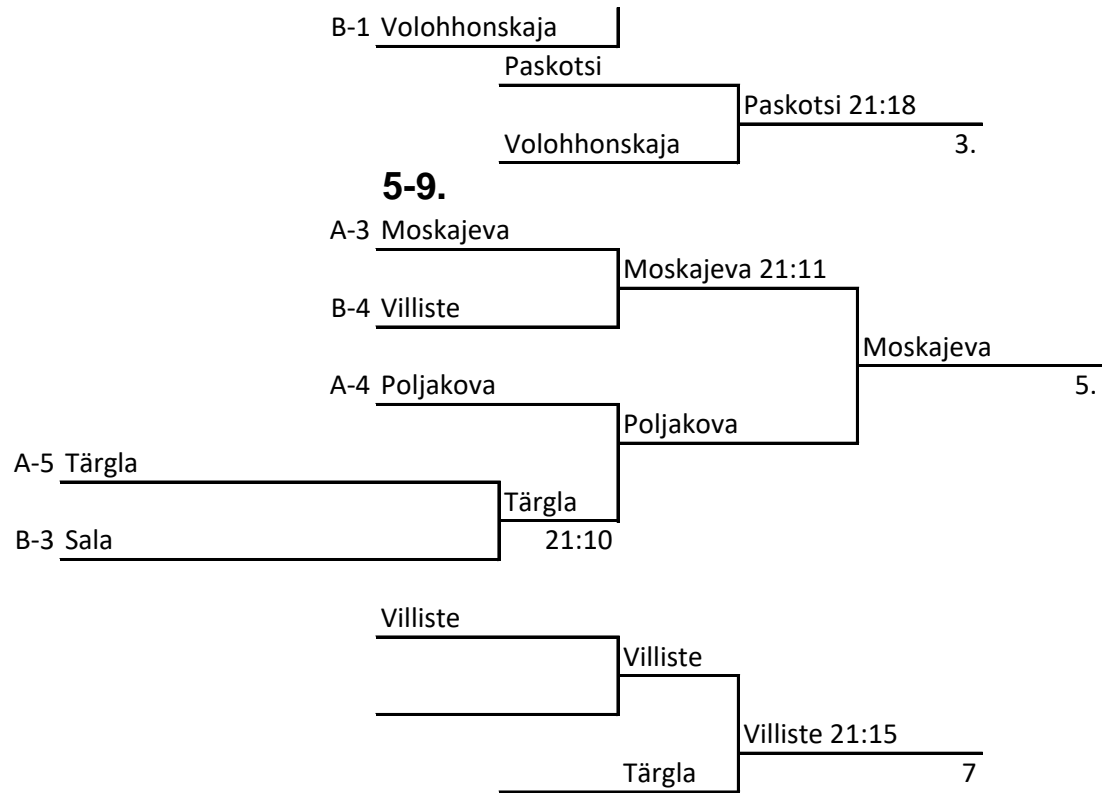 B-1 Volohhonskaja
Paskotsi
Paskotsi 21:18
Volohhonskaja 3.
5-9.
A-3 Moskajeva
Moskajeva 21:11
B-4 Villiste
Moskajeva
A-4 Poljakova 5.
Poljakova
A-5 Tärgla
Tärgla
B-3 Sala 21:10
Villiste
Villiste
Villiste 21:15
Tärgla 7